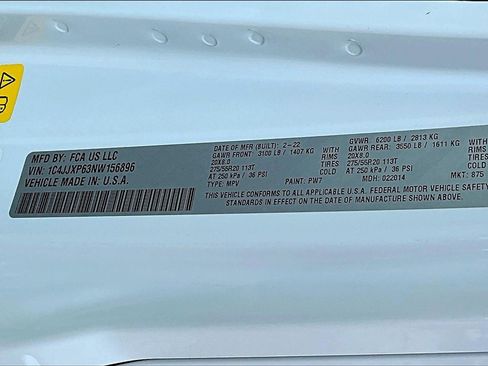 MFD BY: FCA US LLC
VIN: 1C4JJXP63NW156896
VEHICLE MADE IN: U.S.A.
DATE OF MFR (BUILT): 2-22
GAWR FRONT: 3100 LB / 1407 KG WITH
20X8.0 RIMS
275/55R20 113T TIRES
AT 250 kPa / 36 PSI COLD
TYPE: MPV PAINT: PW7
GVWR 6200 LB / 2813 KG
GAWR REAR: 3550 LB / 1611 KG WITH
20X8.0 RIMS
275/55R20 113T TIRES
AT 250 kPa / 36 PSI COLD
MDH: 022014 MKT: 875
THIS VEHICLE CONFORMS TO ALL APPLICABLE U.S.A. FEDERAL MOTOR VEHICLE SAFETY
STANDARDS IN EFFECT ON THE DATE OF MANUFACTURE SHOWN ABOVE